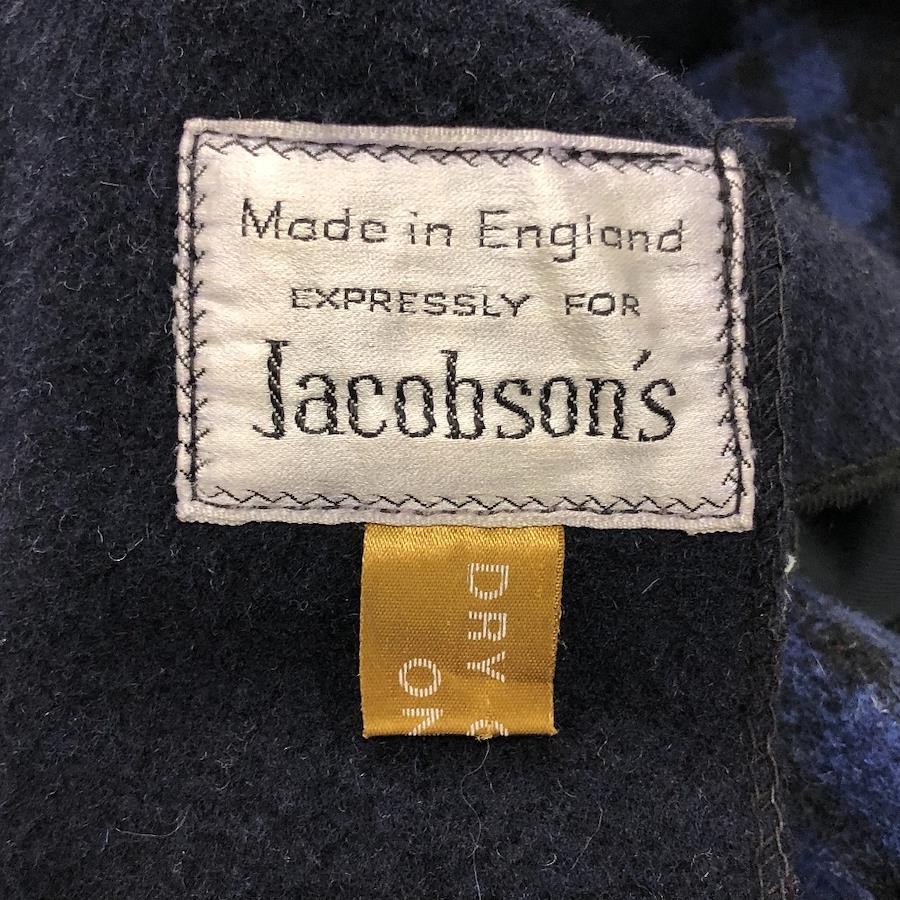 Made in England
EXPRESSLY FOR
Jacobson's
DRY